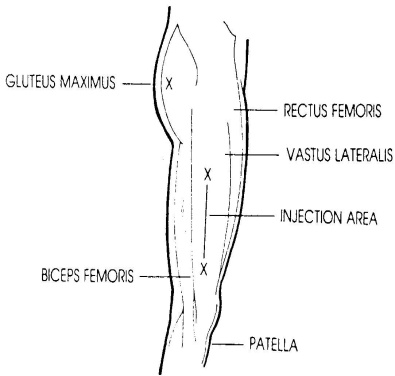 GLUTEUS MAXIMUS
X
RECTUS FEMORIS
VASTUS LATERALIS
X
INJECTION AREA
X
BICEPS FEMORIS
PATELLA